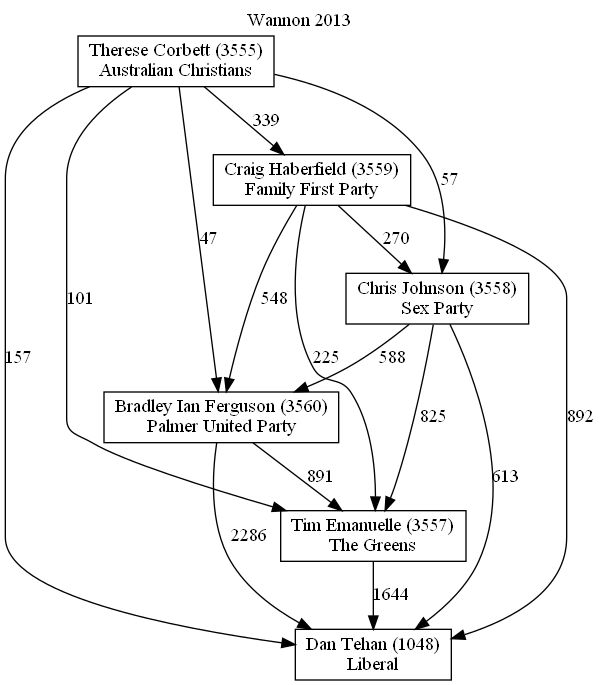 Wannon 2013
Therese Corbett (3555)
Australian Christians
339
Craig Haberfield (3559)
Family First Party
57
47
270
101
548
Chris Johnson (3558)
Sex Party
157
225
588
892
Bradley Ian Ferguson (3560)
Palmer United Party
825
891
613
Tim Emanuelle (3557)
The Greens
2286
1644
Dan Tehan (1048)
Liberal